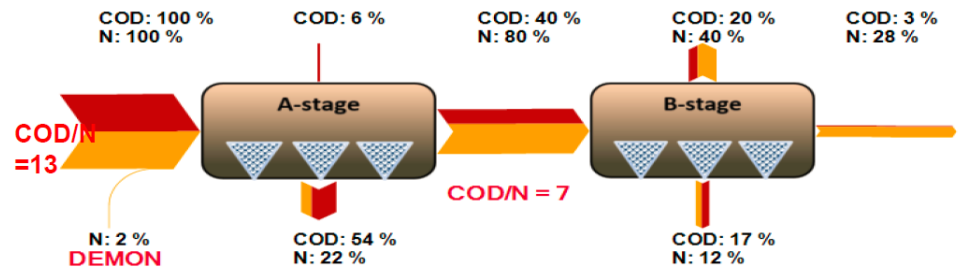 COD: 100 %
N: 100 %
COD: 6 %
COD: 40 %
N: 80 %
COD: 20 %
N: 40 %
COD: 3 %
N: 28 %
A-stage
B-stage
COD/N
=13
COD/N = 7
N: 2 %
DEMON
COD: 54 %
N: 22 %
COD: 17 %
N: 12 %